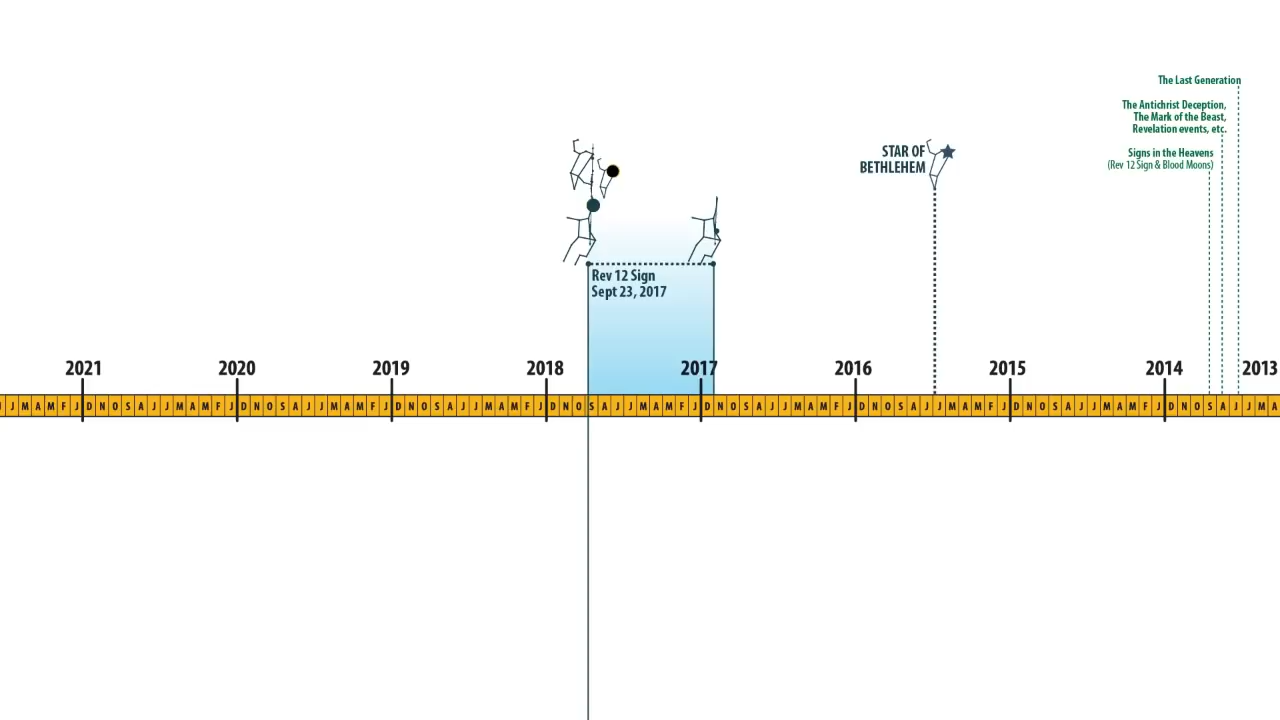 The Last Generation
The Antichrist Deception,
The Mark of the Beast,
Revelation events, etc.
Signs in the Heavens
(Rev 12 Sign & Blood Moons)
STAR OF
BETHLEHEM
Rev 12 Sign
Sept 23, 2017
2021 2020 2019 2018 2017 2016 2015 2014 2013
J M A M F J D N O S A J J M A M F J D N O S A J J M A M F J D N O S A J J M A M F J D N O S A J J M A M F J D N O S A J J M A M F J D N O S A J J M A M F J D N O S A J J M A M F J D N O S A J J M A